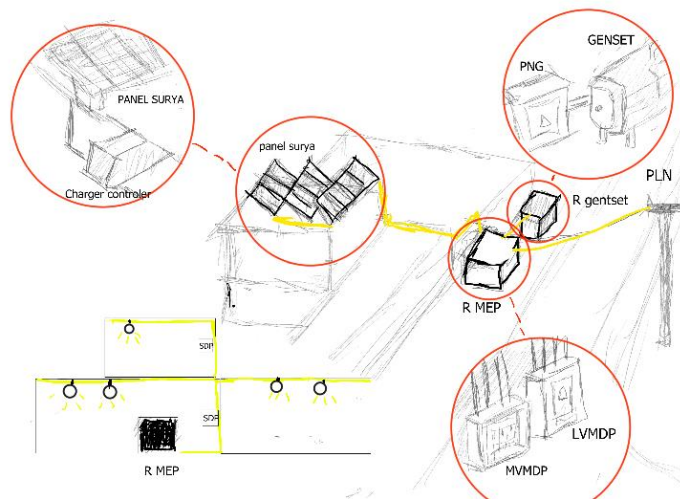 GENSET
PNG
PANEL SURYA
panel surya
Charger controler
PLN
R gentset
R MEP
SDP
SDP
R MEP
LVMDP
MVMDP